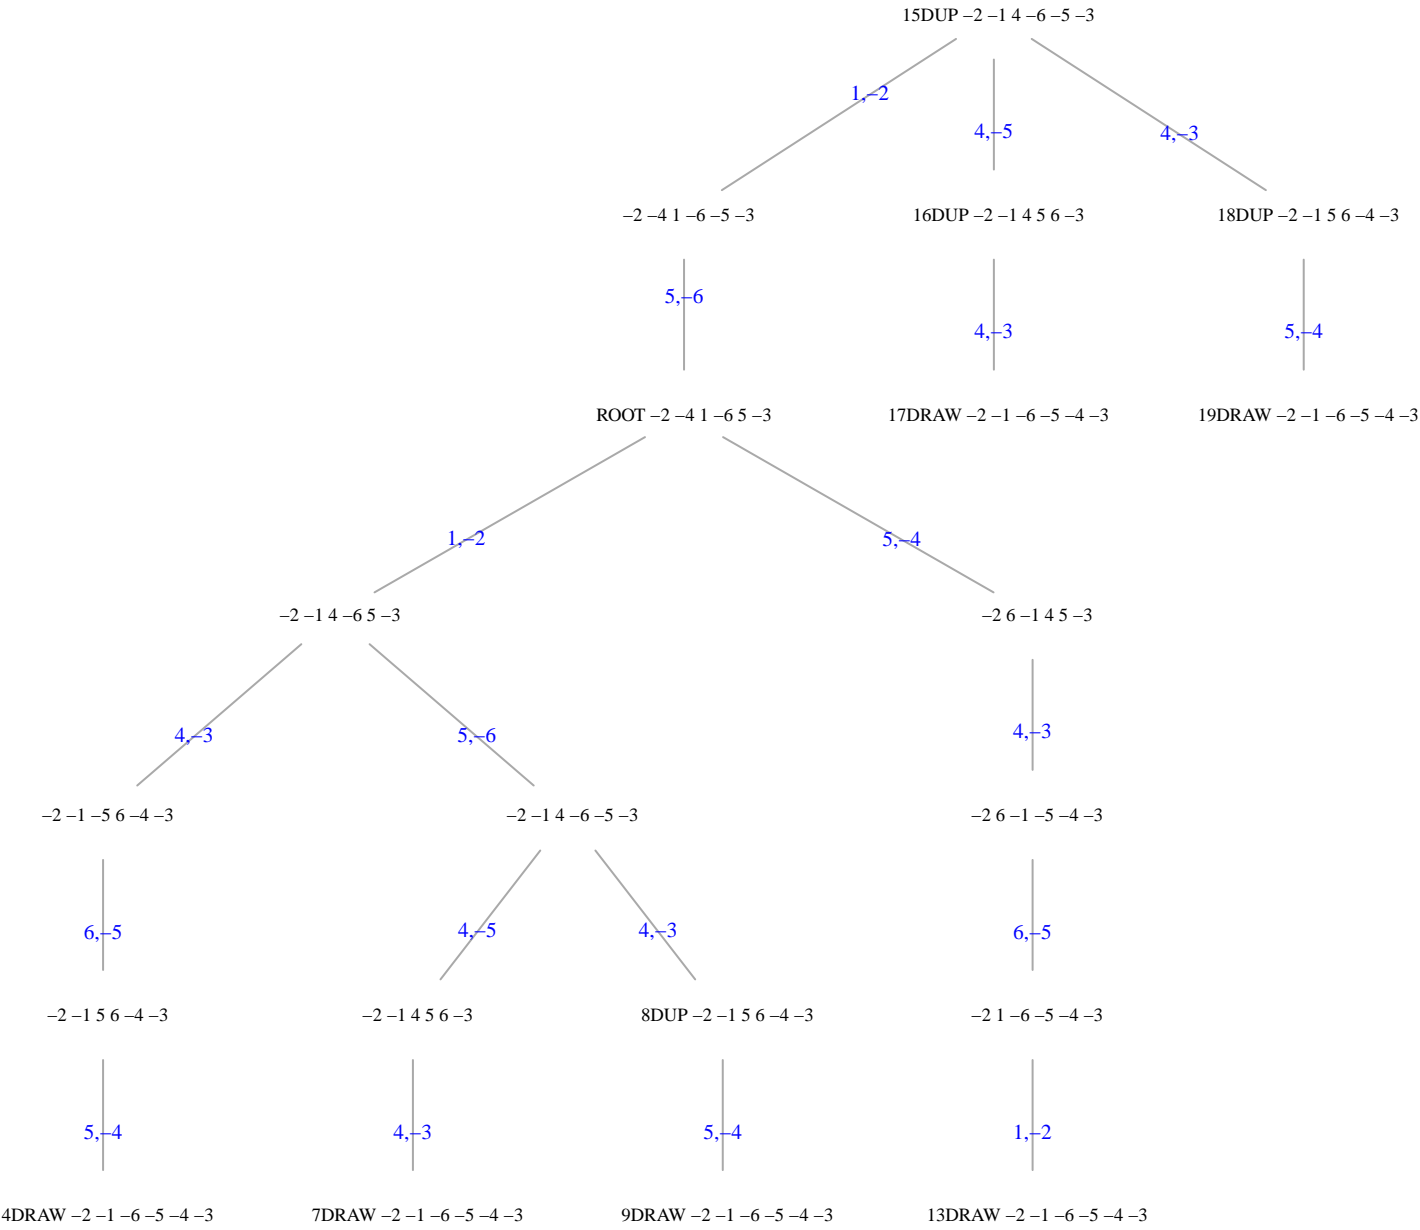 15DUP –2 –1 4 –6 –5 –3
1,–2
4,–5
4,–3
–2 –4 1 –6 –5 –3
16DUP –2 –1 4 5 6 –3
18DUP –2 –1 5 6 –4 –3
5,–6
4,–3
5,–4
ROOT –2 –4 1 –6 5 –3
17DRAW –2 –1 –6 –5 –4 –3
19DRAW –2 –1 –6 –5 –4 –3
1,–2
5,–4
–2 –1 4 –6 5 –3
–2 6 –1 4 5 –3
4,–3
5,–6
4,–3
–2 –1 –5 6 –4 –3
–2 –1 4 –6 –5 –3
–2 6 –1 –5 –4 –3
6,–5
4,–5
4,–3
6,–5
–2 –1 5 6 –4 –3
–2 –1 4 5 6 –3
8DUP –2 –1 5 6 –4 –3
–2 1 –6 –5 –4 –3
5,–4
4,–3
5,–4
1,–2
4DRAW –2 –1 –6 –5 –4 –3
7DRAW –2 –1 –6 –5 –4 –3
9DRAW –2 –1 –6 –5 –4 –3
13DRAW –2 –1 –6 –5 –4 –3